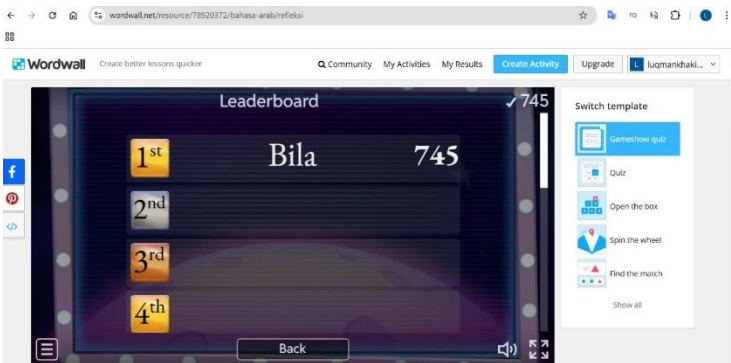 wordwall.net/resource/78920372/bahasa-arab/refleksi
Wordwall Create better lessons quicker Community My Activities My Results Create Activity Upgrade L luqmankhaki...
Leaderboard ✓745
1st Bila 745
2nd
3rd
4th
Back
Switch template
Gameshow quiz
Quiz
Open the box
Spin the wheel
Find the match
Show all